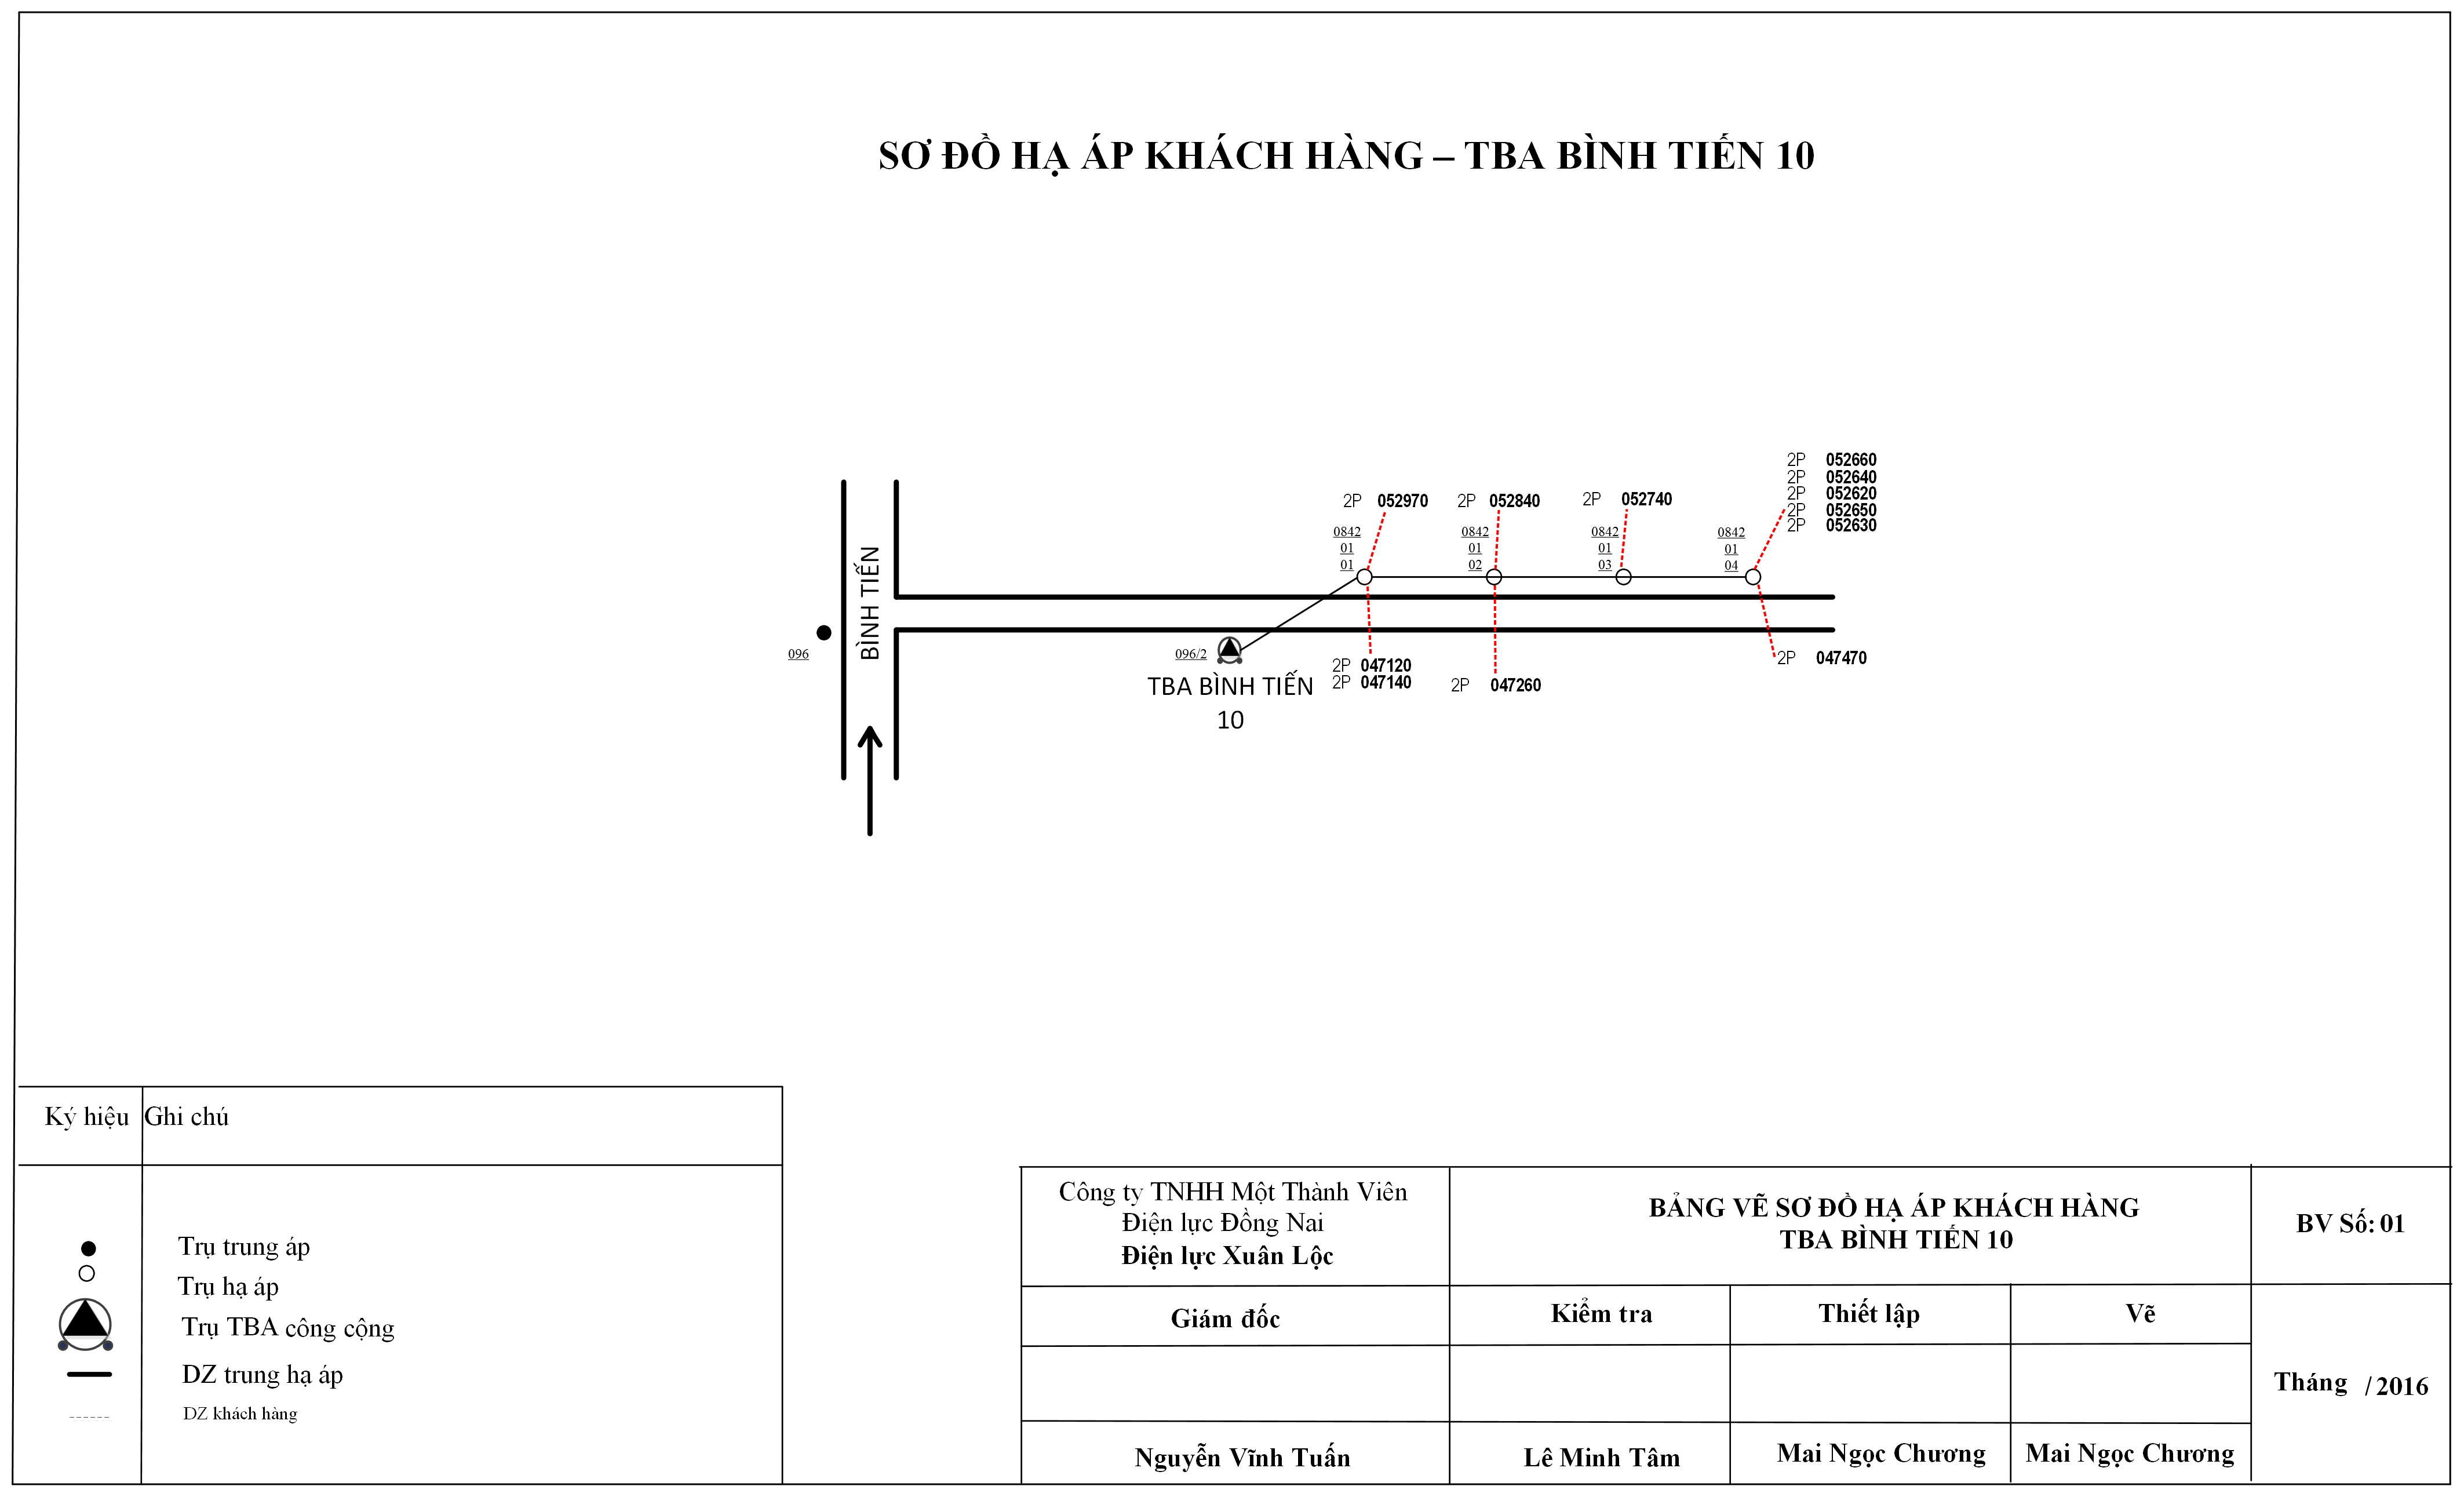 SƠ ĐỒ HẠ ÁP KHÁCH HÀNG – TBA BÌNH TIẾN 10
2P 052660
2P 052640
2P 052620
2P 052650
2P 052630
2P 052970
2P 052840
2P 052740
0842
01
01
0842
01
02
0842
01
03
0842
01
04
BÌNH TIẾN
096
096/2
TBA BÌNH TIẾN
10
2P 047120
2P 047140
2P 047260
2P 047470
Ký hiệu Ghi chú
Trụ trung áp
Trụ hạ áp
Trụ TBA công cộng
DZ trung hạ áp
DZ khách hàng
Công ty TNHH Một Thành Viên
Điện lực Đồng Nai
Điện lực Xuân Lộc
BẢNG VẼ SƠ ĐỒ HẠ ÁP KHÁCH HÀNG
TBA BÌNH TIẾN 10
BV Số: 01
Giám đốc
Kiểm tra
Thiết lập
Vẽ
Tháng / 2016
Nguyễn Vĩnh Tuấn
Lê Minh Tâm
Mai Ngọc Chương
Mai Ngọc Chương